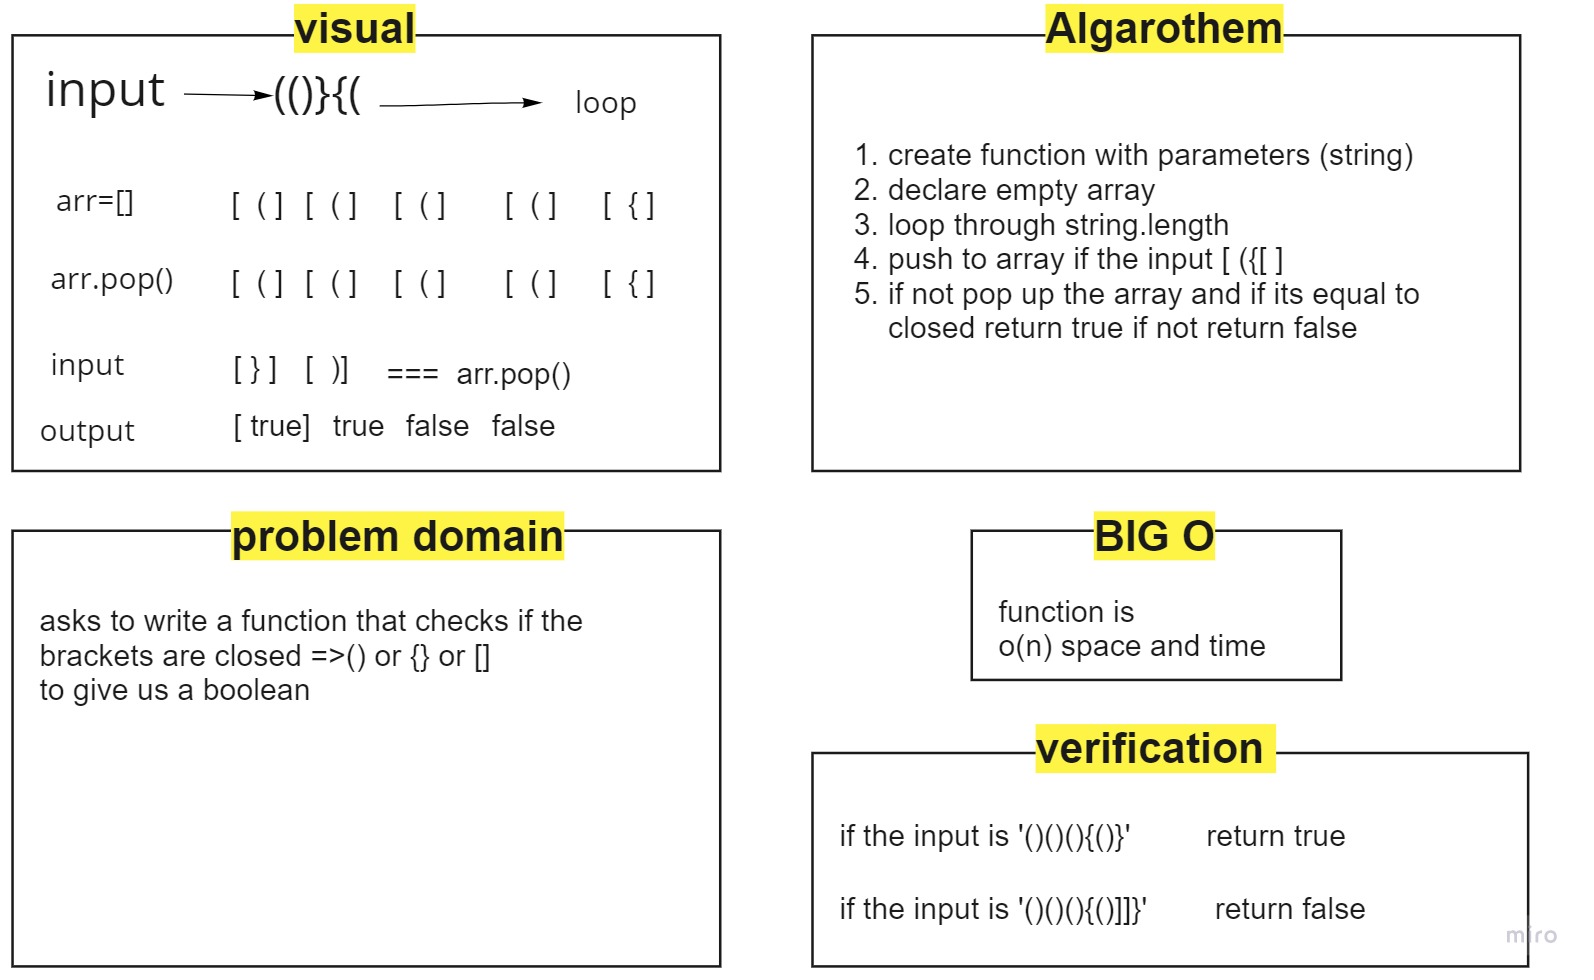 visual
input (()}{( loop
arr=[] [ ( ] [ ( ] [ ( ] [ ( ] [ { ]
arr.pop() [ ( ] [ ( ] [ ( ] [ ( ] [ { ]
input [ } ] [ )] === arr.pop()
output [ true] true false false
Algarothem
1. create function with parameters (string)
2. declare empty array
3. loop through string.length
4. push to array if the input [ ({[ ]
5. if not pop up the array and if its equal to
closed return true if not return false
problem domain
asks to write a function that checks if the
brackets are closed =>() or {} or []
to give us a boolean
BIG O
function is
o(n) space and time
verification
if the input is '()()(){()}' return true
if the input is '()()(){()]]}' return false
miro